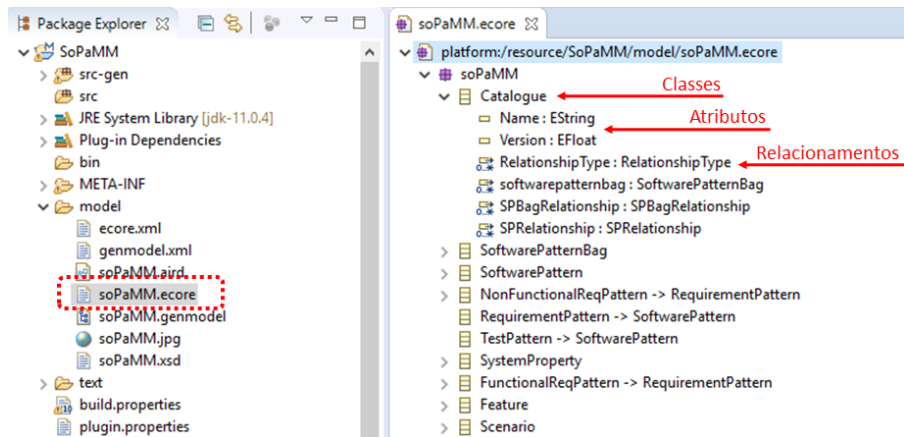 Package Explorer
SoPaMM
src-gen
src
JRE System Library [jdk-11.0.4]
Plug-in Dependencies
bin
META-INF
model
ecore.xml
genmodel.xml
soPaMM.aird
soPaMM.ecore
soPaMM.genmodel
soPaMM.jpg
soPaMM.xsd
text
build.properties
plugin.properties
soPaMM.ecore
platform:/resource/SoPaMM/model/soPaMM.ecore
soPaMM
Catalogue
Classes
Name : EString
Atributos
Version : EFloat
RelationshipType : RelationshipType
Relacionamentos
softwarepatternbag : SoftwarePatternBag
SPBagRelationship : SPBagRelationship
SPRelationship : SPRelationship
SoftwarePatternBag
SoftwarePattern
NonFunctionalReqPattern -> RequirementPattern
RequirementPattern -> SoftwarePattern
TestPattern -> SoftwarePattern
SystemProperty
FunctionalReqPattern -> RequirementPattern
Feature
Scenario